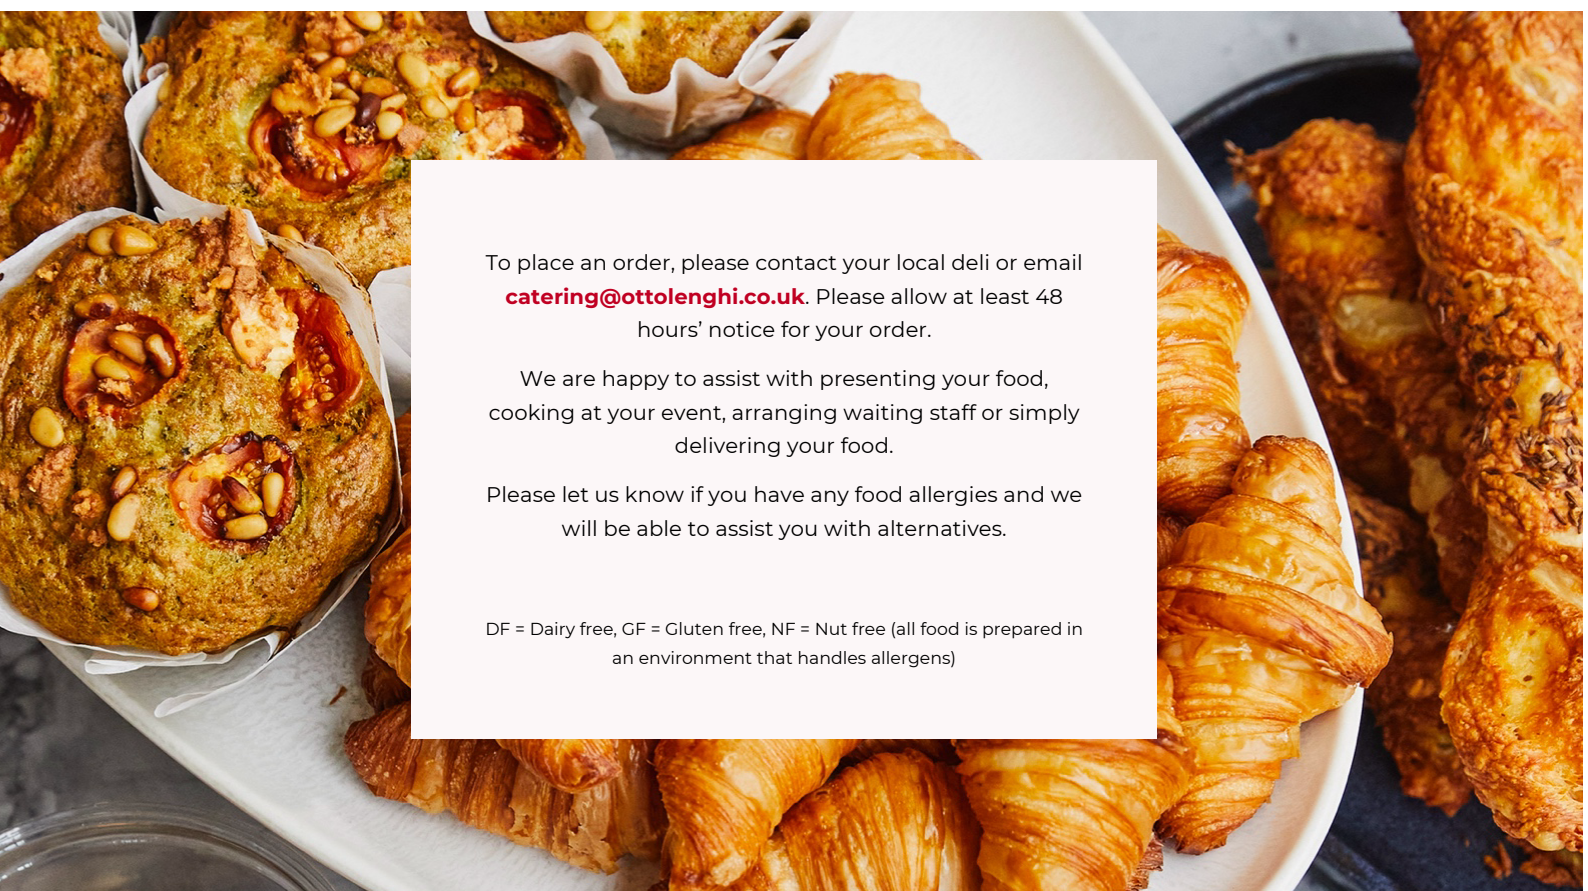 To place an order, please contact your local deli or email
catering@ottolenghi.co.uk. Please allow at least 48
hours’ notice for your order.
We are happy to assist with presenting your food,
cooking at your event, arranging waiting staff or simply
delivering your food.
Please let us know if you have any food allergies and we
will be able to assist you with alternatives.
DF = Dairy free, GF = Gluten free, NF = Nut free (all food is prepared in
an environment that handles allergens)